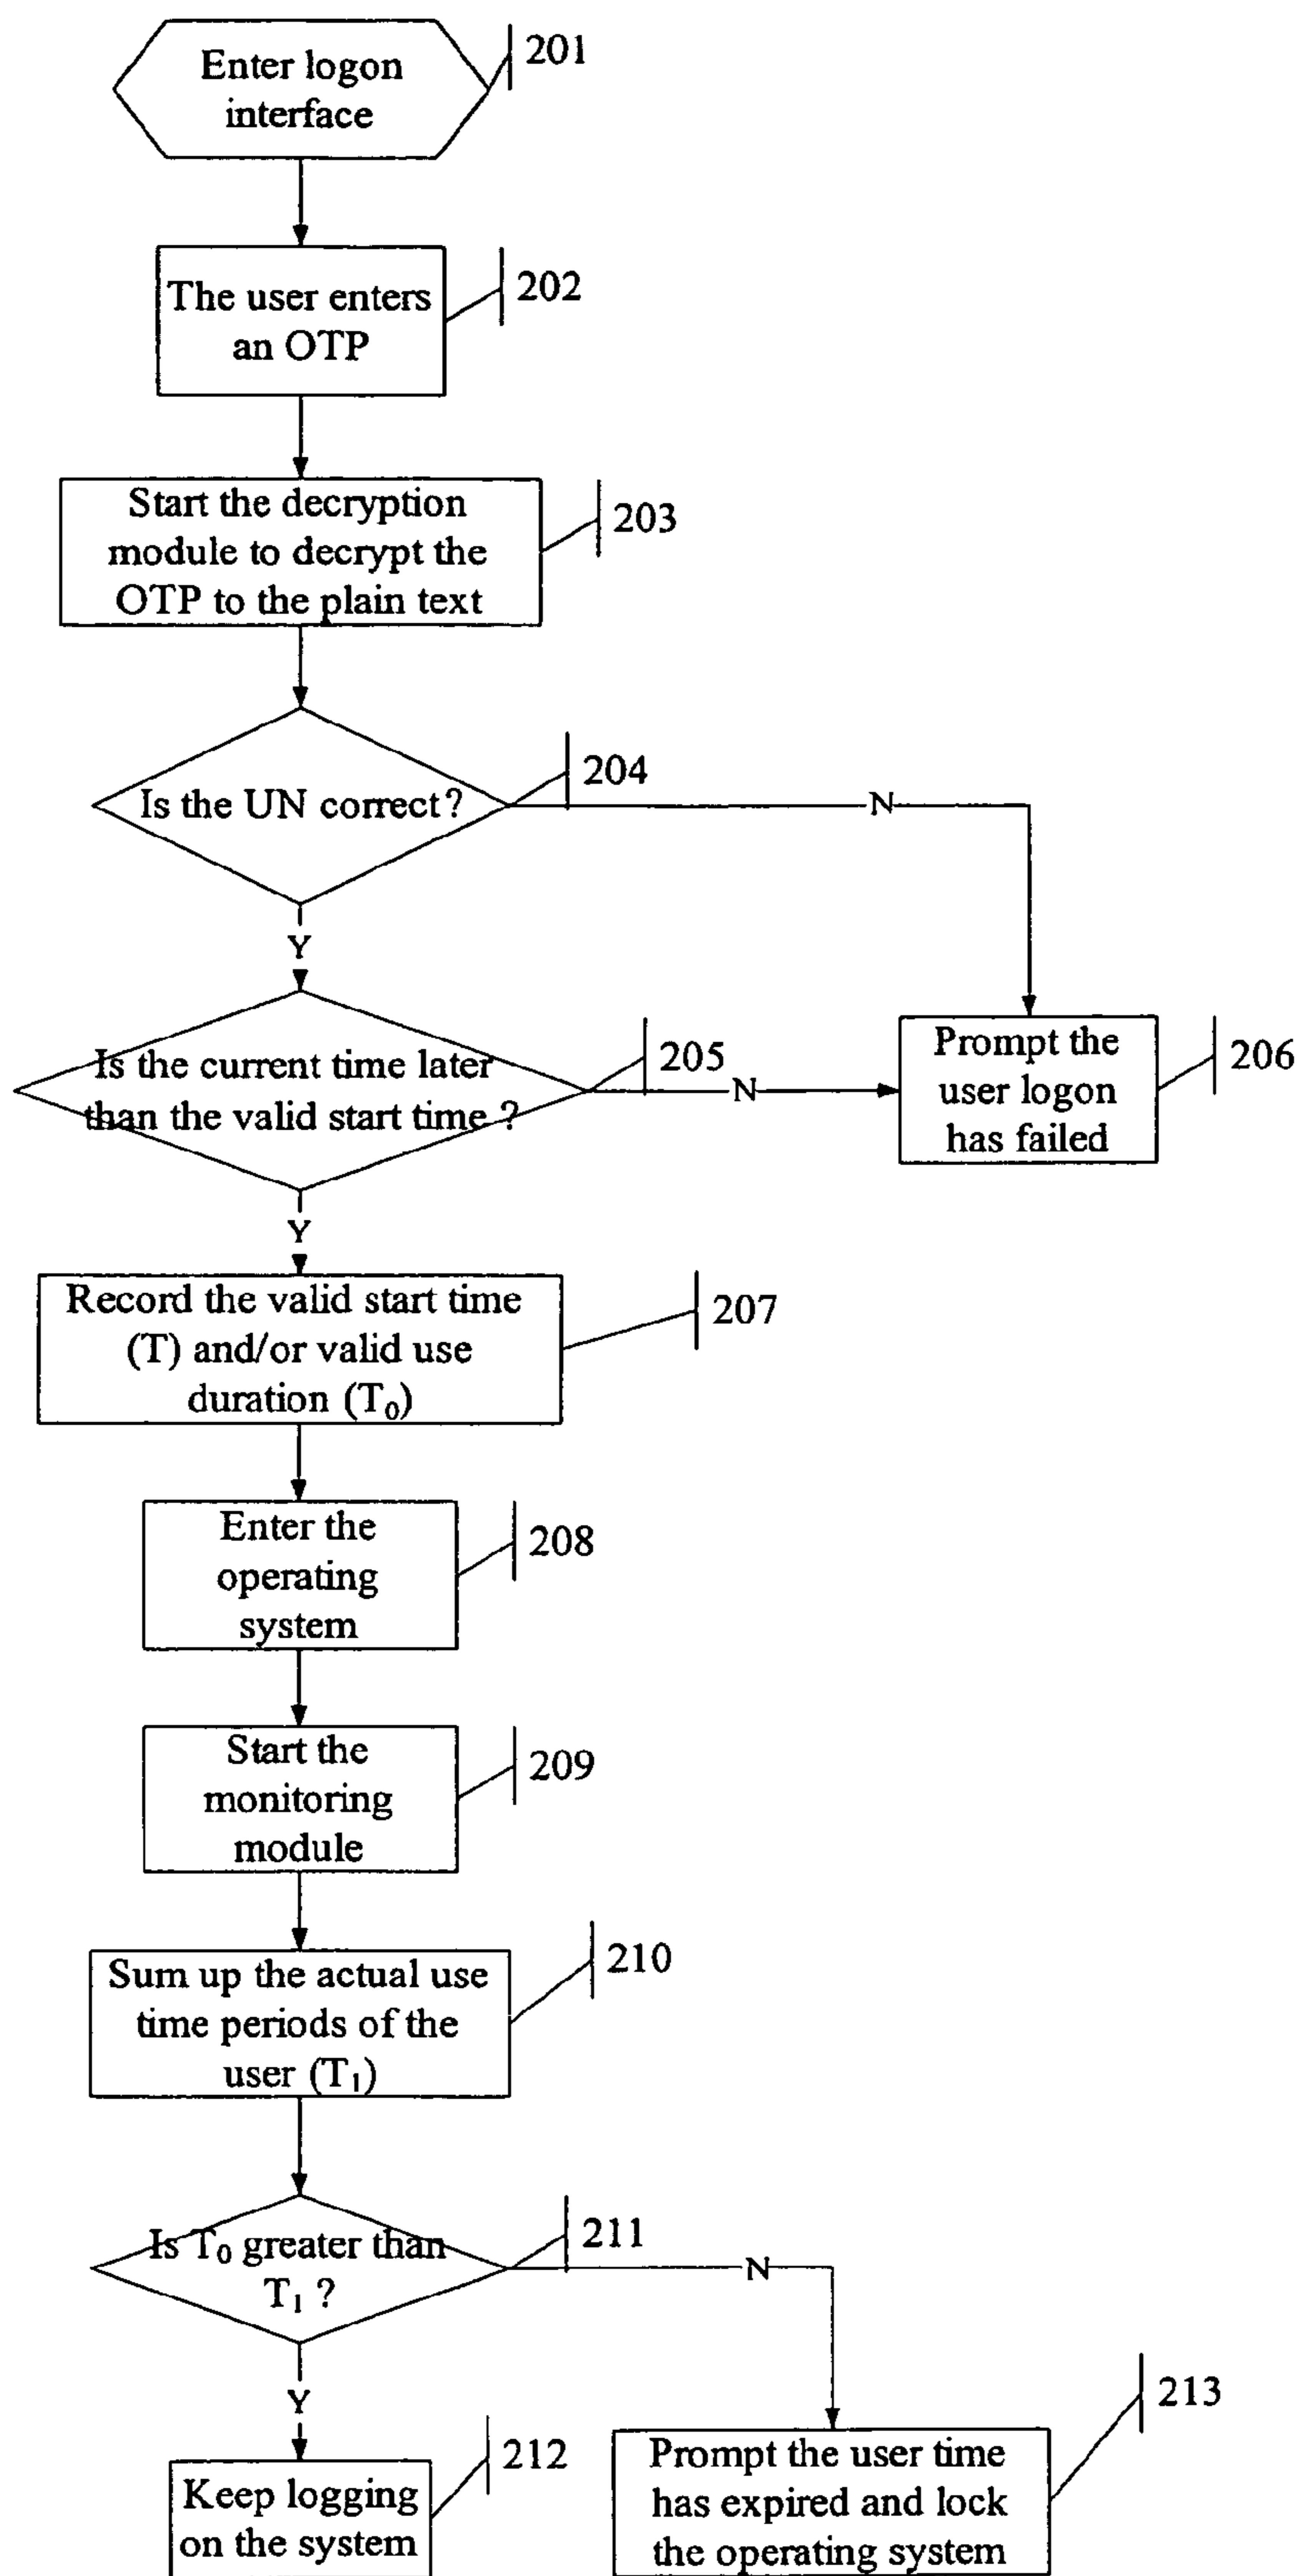 Enter logon
interface
201
The user enters
an OTP
202
Start the decryption
module to decrypt the
OTP to the plain text
203
Is the UN correct?
204
N
Y
Is the current time later
than the valid start time ?
205
N
Prompt the
user logon
has failed
206
Y
Record the valid start time
(T) and/or valid use
duration (T₀)
207
Enter the
operating
system
208
Start the
monitoring
module
209
Sum up the actual use
time periods of the
user (T₁)
210
Is T₀ greater than
T₁ ?
211
N
Y
Keep logging
on the system
212
Prompt the user time
has expired and lock
the operating system
213